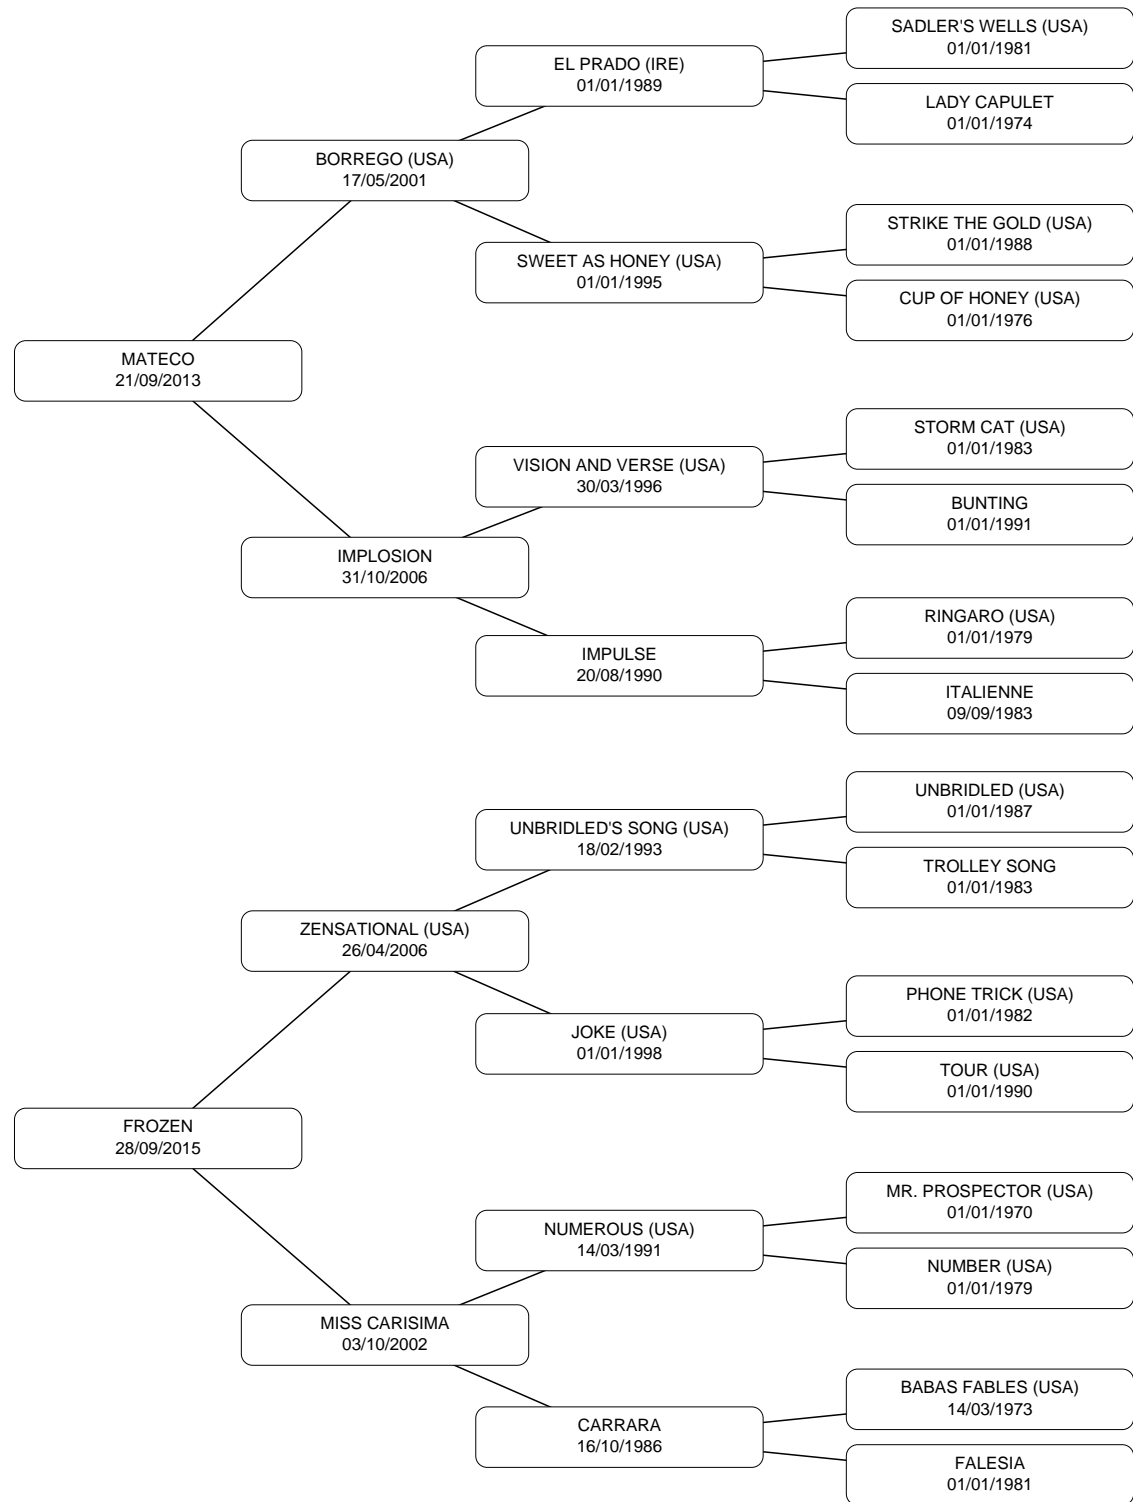 SADLER'S WELLS (USA)
01/01/1981
EL PRADO (IRE)
01/01/1989
LADY CAPULET
01/01/1974
BORREGO (USA)
17/05/2001
STRIKE THE GOLD (USA)
01/01/1988
SWEET AS HONEY (USA)
01/01/1995
CUP OF HONEY (USA)
01/01/1976
MATECO
21/09/2013
STORM CAT (USA)
01/01/1983
VISION AND VERSE (USA)
30/03/1996
BUNTING
01/01/1991
IMPLOSION
31/10/2006
RINGARO (USA)
01/01/1979
IMPULSE
20/08/1990
ITALIENNE
09/09/1983
UNBRIDLED (USA)
01/01/1987
UNBRIDLED'S SONG (USA)
18/02/1993
TROLLEY SONG
01/01/1983
ZENSATIONAL (USA)
26/04/2006
PHONE TRICK (USA)
01/01/1982
JOKE (USA)
01/01/1998
TOUR (USA)
01/01/1990
FROZEN
28/09/2015
MR. PROSPECTOR (USA)
01/01/1970
NUMEROUS (USA)
14/03/1991
NUMBER (USA)
01/01/1979
MISS CARISIMA
03/10/2002
BABAS FABLES (USA)
14/03/1973
CARRARA
16/10/1986
FALESIA
01/01/1981